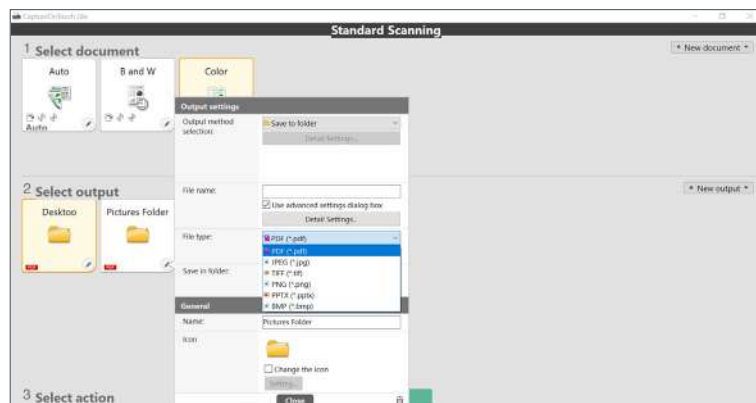 CaptureOnTouch Lite
Standard Scanning
1 Select document
* New document *
Auto
B and W
Color
Auto
Output settings
Output method selection:
Save to folder
Detail Settings...
2 Select output
* New output *
Desktop
Pictures Folder
PDF
PDF
File name:
Use advanced settings dialog box
Detail Settings..
File type:
PDF (*.pdf)
PDF (*.pdf)
JPEG (*.jpg)
TIFF (*.tif)
PNG (*.png)
PPTX (*.pptx)
BMP (*.bmp)
Save in folder:
General
Name:
Pictures Folder
Icon
Change the icon
Setting...
3 Select action
Close